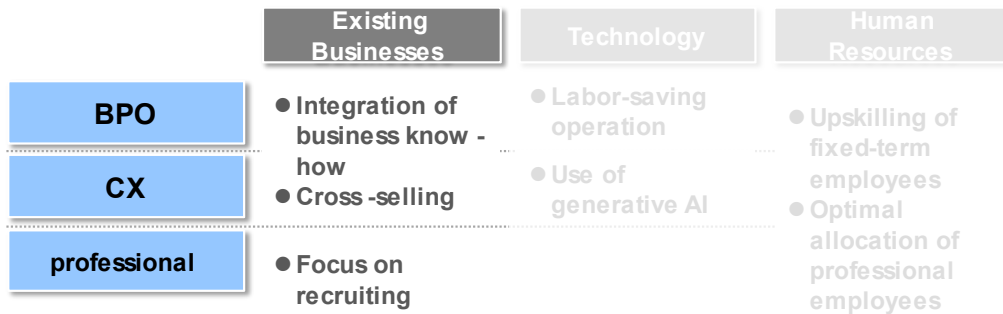 Existing
Businesses
Technology
Human
Resources
BPO
● Integration of
business know -
how
● Cross -selling
● Labor-saving
operation
● Use of
generative AI
● Upskilling of
fixed-term
employees
● Optimal
allocation of
professional
employees
CX
professional
● Focus on
recruiting